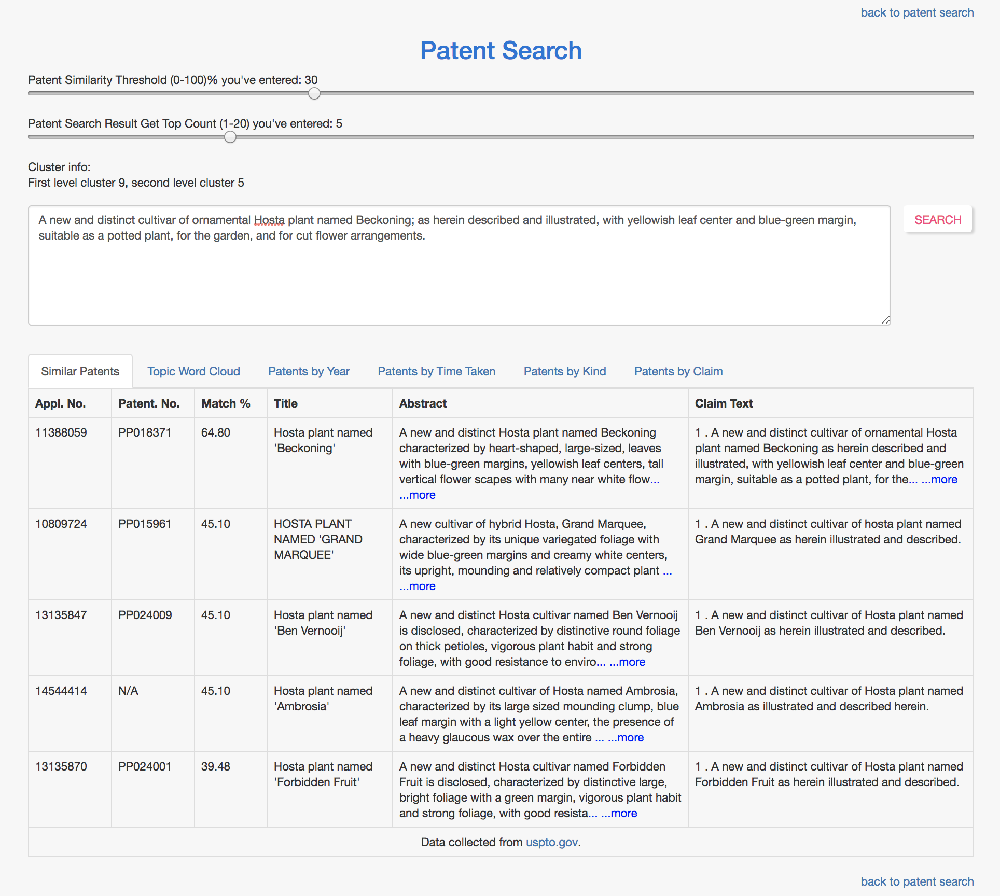 back to patent search
Patent Search
Patent Similarity Threshold (0-100)% you've entered: 30
Patent Search Result Get Top Count (1-20) you've entered: 5
Cluster info:
First level cluster 9, second level cluster 5
A new and distinct cultivar of ornamental Hosta plant named Beckoning; as herein described and illustrated, with yellowish leaf center and blue-green margin,
suitable as a potted plant, for the garden, and for cut flower arrangements.
SEARCH
Similar Patents
Topic Word Cloud
Patents by Year
Patents by Time Taken
Patents by Kind
Patents by Claim
Appl. No.
Patent. No.
Match %
Title
Abstract
Claim Text
11388059
PP018371
64.80
Hosta plant named
'Beckoning'
A new and distinct Hosta plant named Beckoning
characterized by heart-shaped, large-sized, leaves
with blue-green margins, yellowish leaf centers, tall
vertical flower scapes with many near white flow...
...more
1 . A new and distinct cultivar of ornamental Hosta
plant named Beckoning as herein described and
illustrated, with yellowish leaf center and blue-green
margin, suitable as a potted plant, for the... ...more
10809724
PP015961
45.10
HOSTA PLANT
NAMED 'GRAND
MARQUEE'
A new cultivar of hybrid Hosta, Grand Marquee,
characterized by its unique variegated foliage with
wide blue-green margins and creamy white centers,
its upright, mounding and relatively compact plant ...
...more
1 . A new and distinct cultivar of hosta plant named
Grand Marquee as herein illustrated and described.
13135847
PP024009
45.10
Hosta plant named
'Ben Vernooij'
A new and distinct Hosta cultivar named Ben Vernooij
is disclosed, characterized by distinctive round foliage
on thick petioles, vigorous plant habit and strong
foliage, with good resistance to enviro... ...more
1 . A new and distinct cultivar of Hosta plant named
Ben Vernooij as herein illustrated and described.
14544414
N/A
45.10
Hosta plant named
'Ambrosia'
A new and distinct cultivar of Hosta named Ambrosia,
characterized by its large sized mounding clump, blue
leaf margin with a light yellow center, the presence of
a heavy glaucous wax over the entire ... ...more
1 . A new and distinct cultivar of Hosta plant named
Ambrosia as illustrated and described herein.
13135870
PP024001
39.48
Hosta plant named
'Forbidden Fruit'
A new and distinct Hosta cultivar named Forbidden
Fruit is disclosed, characterized by distinctive large,
bright foliage with a green margin, vigorous plant habit
and strong foliage, with good resista... ...more
1 . A new and distinct cultivar of Hosta plant named
Forbidden Fruit as herein illustrated and described.
Data collected from uspto.gov.
back to patent search